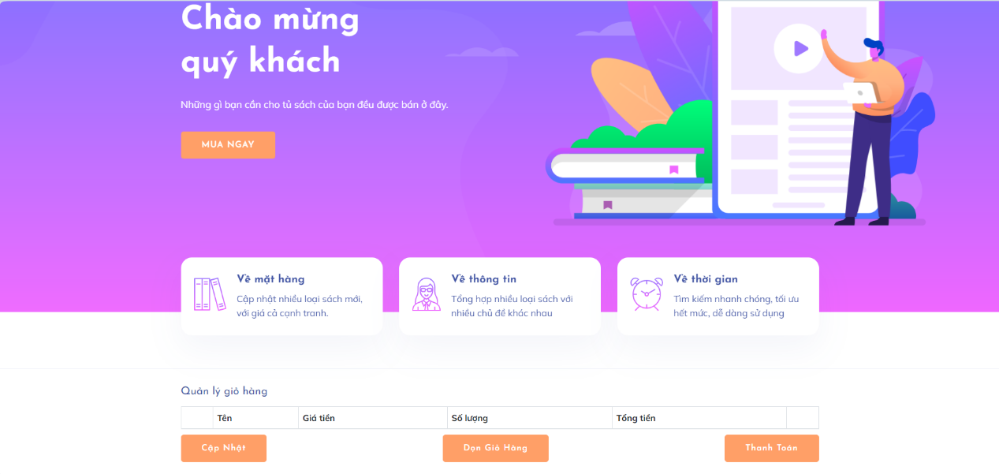 Chào mừng
quý khách
Những gì bạn cần cho tủ sách của bạn đều được bán ở đây.
MUA NGAY
Về mặt hàng
Cập nhật nhiều loại sách mới,
với giá cả cạnh tranh.
Về thông tin
Tổng hợp nhiều loại sách với
nhiều chủ đề khác nhau
Về thời gian
Tìm kiếm nhanh chóng, tối ưu
hết mức, dễ dàng sử dụng
Quản lý giỏ hàng
Tên Giá tiền Số lượng Tổng tiền
Cập Nhật Dọn Giỏ Hàng Thanh Toán